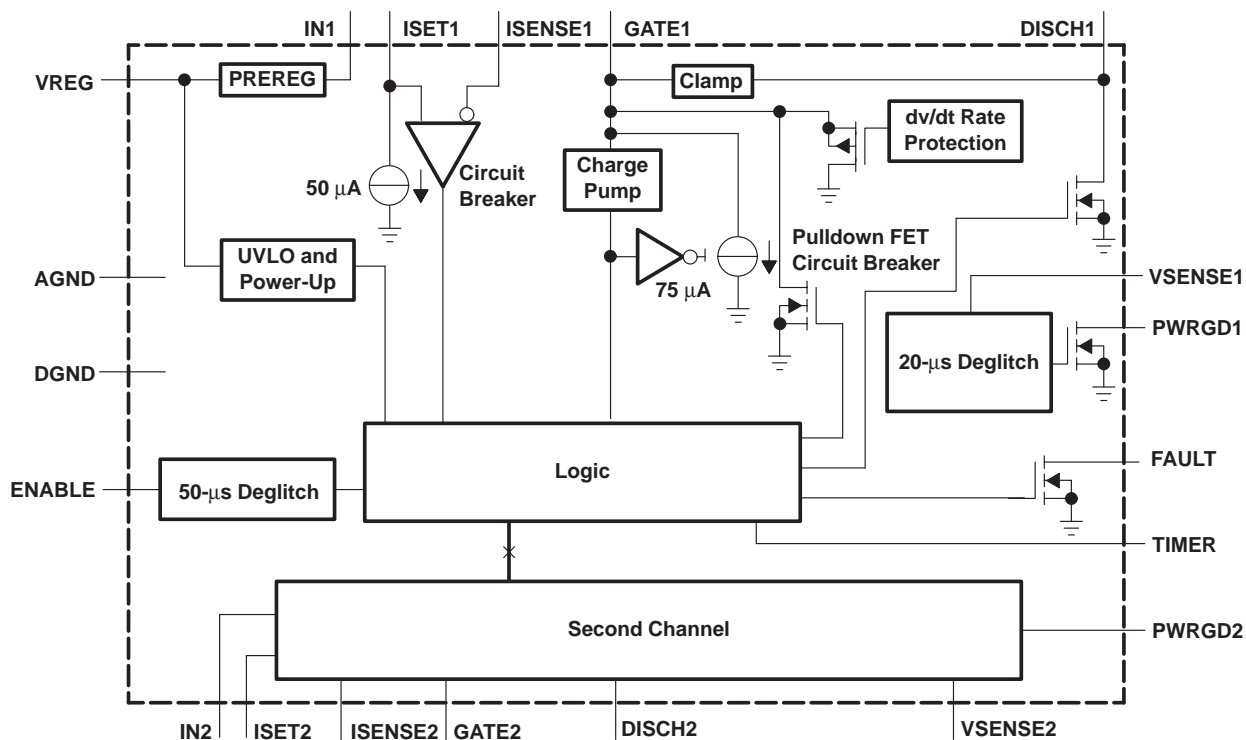 IN1
ISET1
ISENSE1
GATE1
DISCH1
VREG
PREREG
Clamp
dv/dt Rate
Protection
Circuit
Breaker
50 μA
Charge
Pump
UVLO and
Power-Up
75 μA
Pulldown FET
Circuit Breaker
AGND
VSENSE1
PWRGD1
DGND
20-μs Deglitch
Logic
FAULT
ENABLE
50-μs Deglitch
TIMER
Second Channel
PWRGD2
IN2
ISET2
ISENSE2
GATE2
DISCH2
VSENSE2